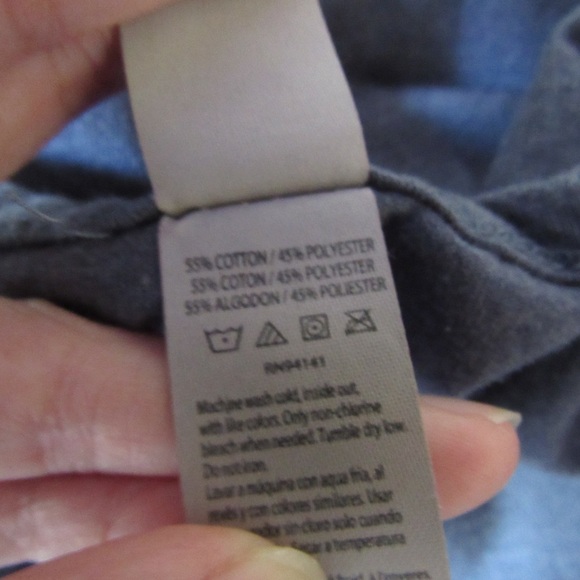 55% COTTON / 45% POLYESTER
55% COTON / 45% POLYESTER
55% ALGODON / 45% POLIESTER
RN94141
Machine wash cold, inside out,
with like colors. Only non-chlorine
bleach when needed. Tumble dry low.
Do not iron.
Lavar a máquina con aqua fria, al
y con colores similares. Usar
sin cloro solo cuando
a temperatura